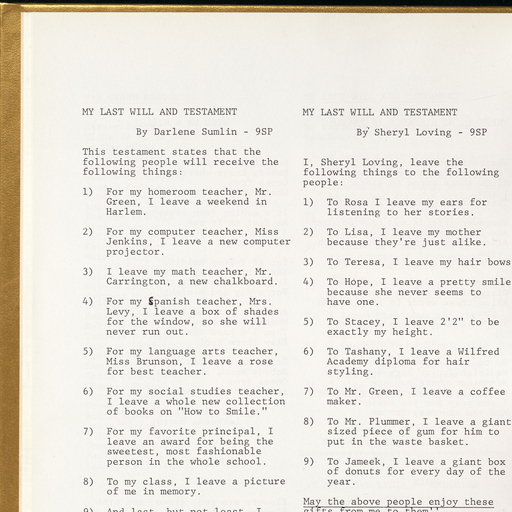 MY LAST WILL AND TESTAMENT
By Darlene Sumlin - 9SP
This testament states that the
following people will receive the
following things:
1) For my homeroom teacher, Mr.
Green, I leave a weekend in
Harlem.
2) For my computer teacher, Miss
Jenkins, I leave a new computer
projector.
3) I leave my math teacher, Mr.
Carrington, a new chalkboard.
4) For my Spanish teacher, Mrs.
Levy, I leave a box of shades
for the window, so she will
never run out.
5) For my language arts teacher,
Miss Brunson, I leave a rose
for best teacher.
6) For my social studies teacher,
I leave a whole new collection
of books on "How to Smile."
7) For my favorite principal, I
leave an award for being the
sweetest, most fashionable
person in the whole school.
8) To my class, I leave a picture
of me in memory.
9) And last, but not least, I
MY LAST WILL AND TESTAMENT
By Sheryl Loving - 9SP
I, Sheryl Loving, leave the
following things to the following
people:
1) To Rosa I leave my ears for
listening to her stories.
2) To Lisa, I leave my mother
because they're just alike.
3) To Teresa, I leave my hair bows
4) To Hope, I leave a pretty smile
because she never seems to
have one.
5) To Stacey, I leave 2'2" to be
exactly my height.
6) To Tashany, I leave a Wilfred
Academy diploma for hair
styling.
7) To Mr. Green, I leave a coffee
maker.
8) To Mr. Plummer, I leave a giant
sized piece of gum for him to
put in the waste basket.
9) To Jameek, I leave a giant box
of donuts for every day of the
year.
May the above people enjoy these
gifts from me to them!